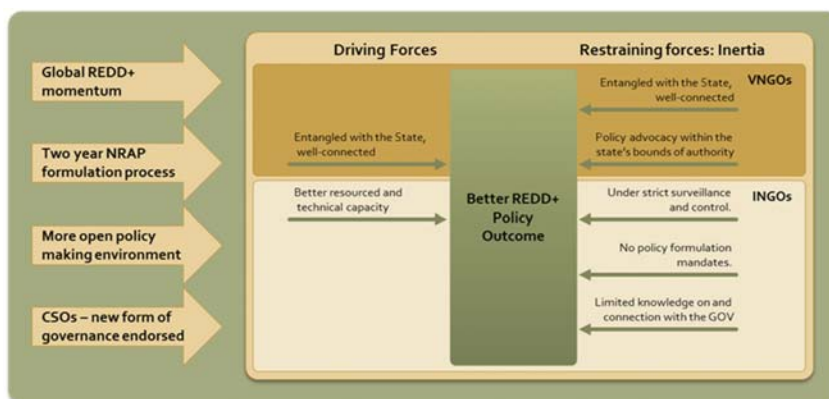 Global REDD+
momentum
Two year NRAP
formulation process
More open policy
making environment
CSOs – new form of
governance endorsed
Driving Forces
Restraining forces: Inertia
VNGOs
Entangled with the State,
well-connected
Entangled with the State,
well-connected
Policy advocacy within the
state's bounds of authority
Better REDD+
Policy
Outcome
INGOs
Better resourced and
technical capacity
Under strict surveillance
and control.
No policy formulation
mandates.
Limited knowledge on and
connection with the GOV